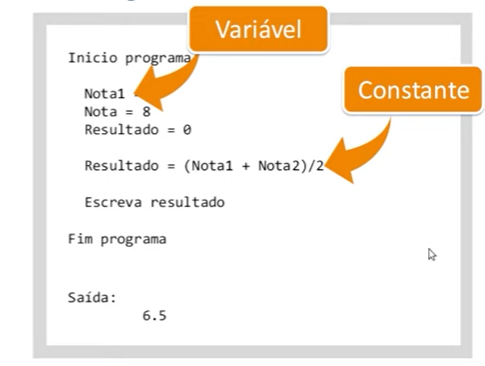 Variável
Inicio programa
Constante
Nota1
Nota = 8
Resultado = 0
Resultado = (Nota1 + Nota2)/2
Escreva resultado
Fim programa
Saída:
6.5